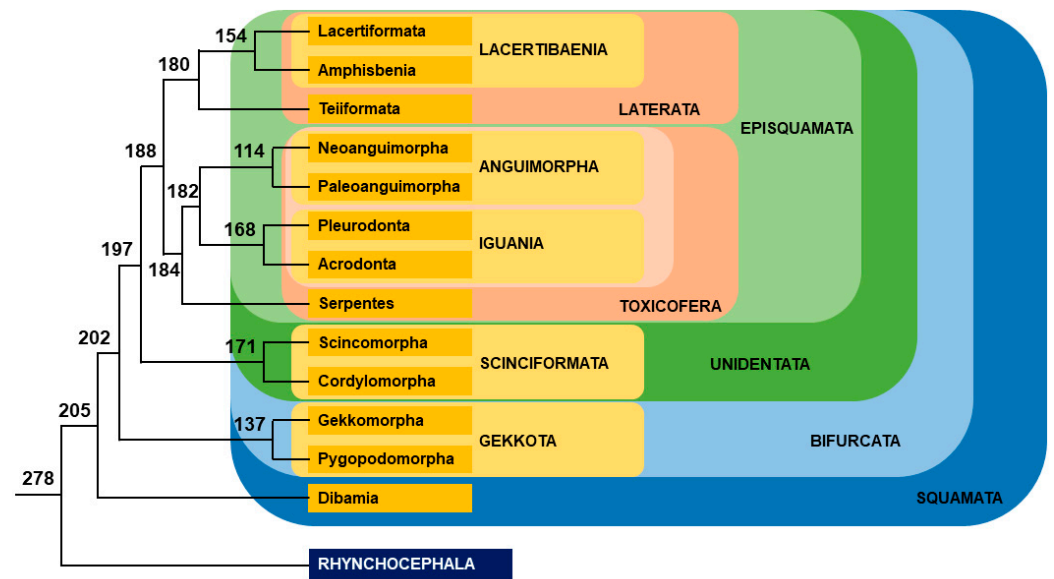 154
Lacertiformata
LACERTIBAENIA
Amphisbenia
180
Teiiformata
LATERATA
EPISQUAMATA
188
114
Neoanguimorpha
ANGUIMORPHA
Paleoanguimorpha
182
168
Pleurodonta
IGUANIA
Acrodonta
197
184
Serpentes
TOXICOFERA
202
171
Scincomorpha
SCINCIFORMATA
UNIDENTATA
Cordylomorpha
205
137
Gekkomorpha
GEKKOTA
BIFURCATA
Pygopodomorpha
278
Dibamia
SQUAMATA
RHYNCHOCEPHALA